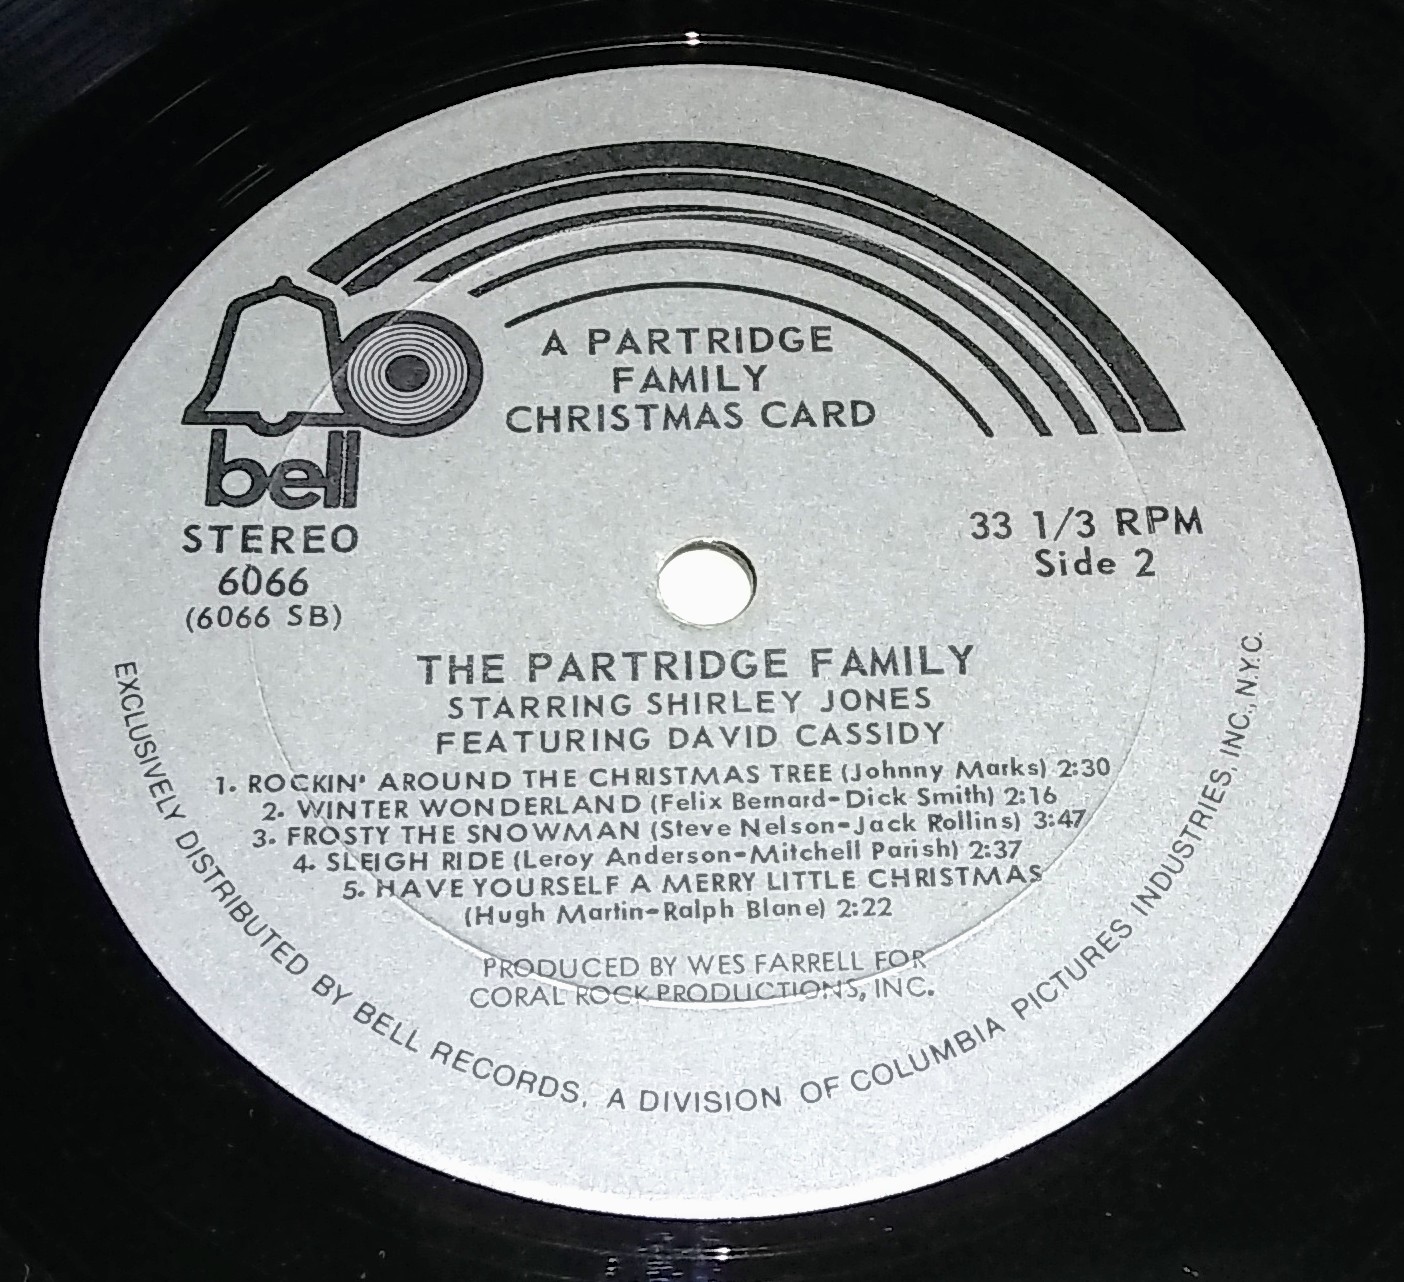 A PARTRIDGE
FAMILY
CHRISTMAS CARD
bell
STEREO
6066
(6066 SB)
33 1/3 RPM
Side 2
THE PARTRIDGE FAMILY
STARRING SHIRLEY JONES
FEATURING DAVID CASSIDY
1. ROCKIN' AROUND THE CHRISTMAS TREE (Johnny Marks) 2:30
2. WINTER WONDERLAND (Felix Bernard-Dick Smith) 2:16
3. FROSTY THE SNOWMAN (Steve Nelson-Jack Rollins) 3:47
4. SLEIGH RIDE (Leroy Anderson-Mitchell Parish) 2:37
5. HAVE YOURSELF A MERRY LITTLE CHRISTMAS
(Hugh Martin-Ralph Blane) 2:22
PRODUCED BY WES FARRELL FOR
CORAL ROCK PRODUCTIONS, INC.
EXCLUSIVELY DISTRIBUTED BY BELL RECORDS, A DIVISION OF COLUMBIA PICTURES INDUSTRIES, INC., N.Y.C.